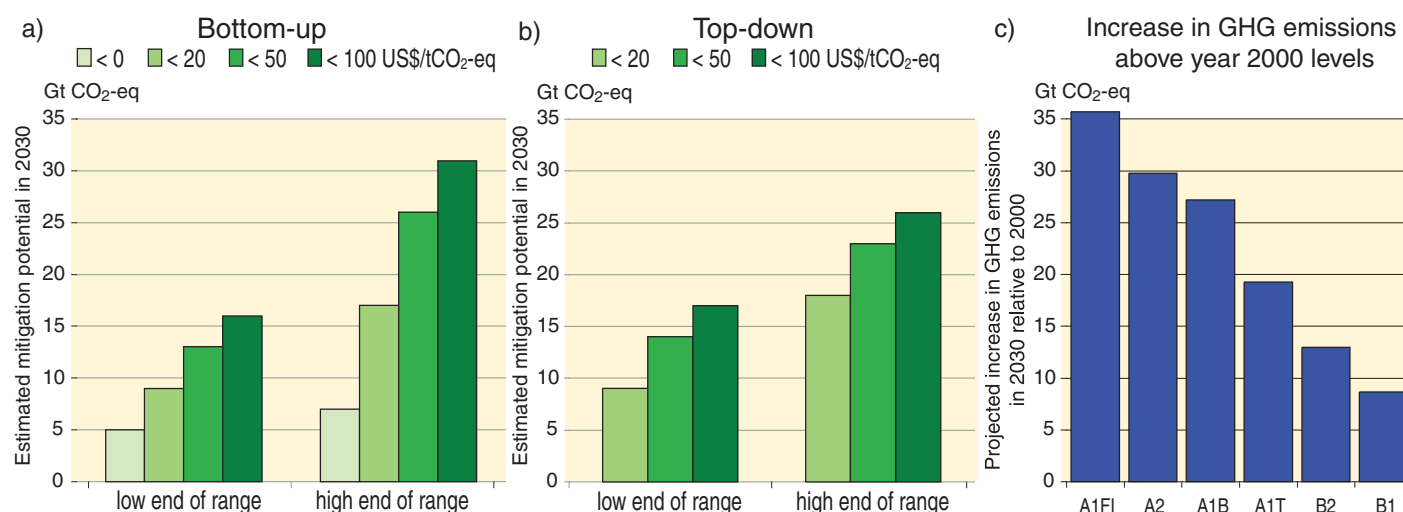 a)
Bottom-up
< 0 < 20 < 50 < 100 US$/tCO₂-eq
Gt CO₂-eq
Estimated mitigation potential in 2030
35
30
25
20
15
10
5
0
low end of range high end of range
b)
Top-down
< 20 < 50 < 100 US$/tCO₂-eq
Gt CO₂-eq
Estimated mitigation potential in 2030
35
30
25
20
15
10
5
0
low end of range high end of range
c)
Increase in GHG emissions
above year 2000 levels
Gt CO₂-eq
Projected increase in GHG emissions
in 2030 relative to 2000
35
30
25
20
15
10
5
0
A1FI A2 A1B A1T B2 B1